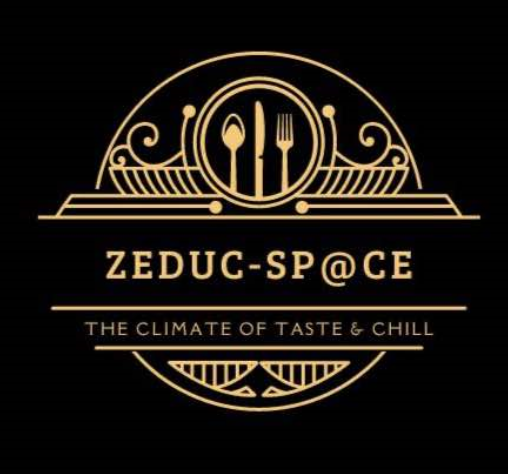 ZEDUC-SP@CE
THE CLIMATE OF TASTE & CHILL